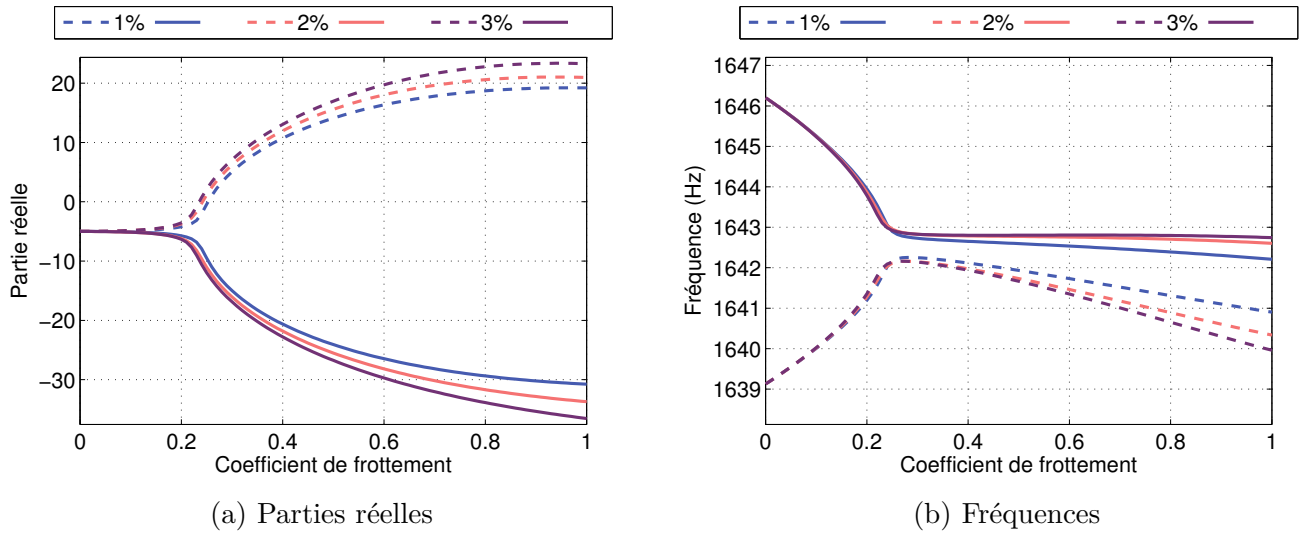 1% 2% 3%
Partie réelle
20
10
0
−10
−20
−30
0 0.2 0.4 0.6 0.8 1
Coefficient de frottement
(a) Parties réelles
1% 2% 3%
Fréquence (Hz)
1647
1646
1645
1644
1643
1642
1641
1640
1639
0 0.2 0.4 0.6 0.8 1
Coefficient de frottement
(b) Fréquences